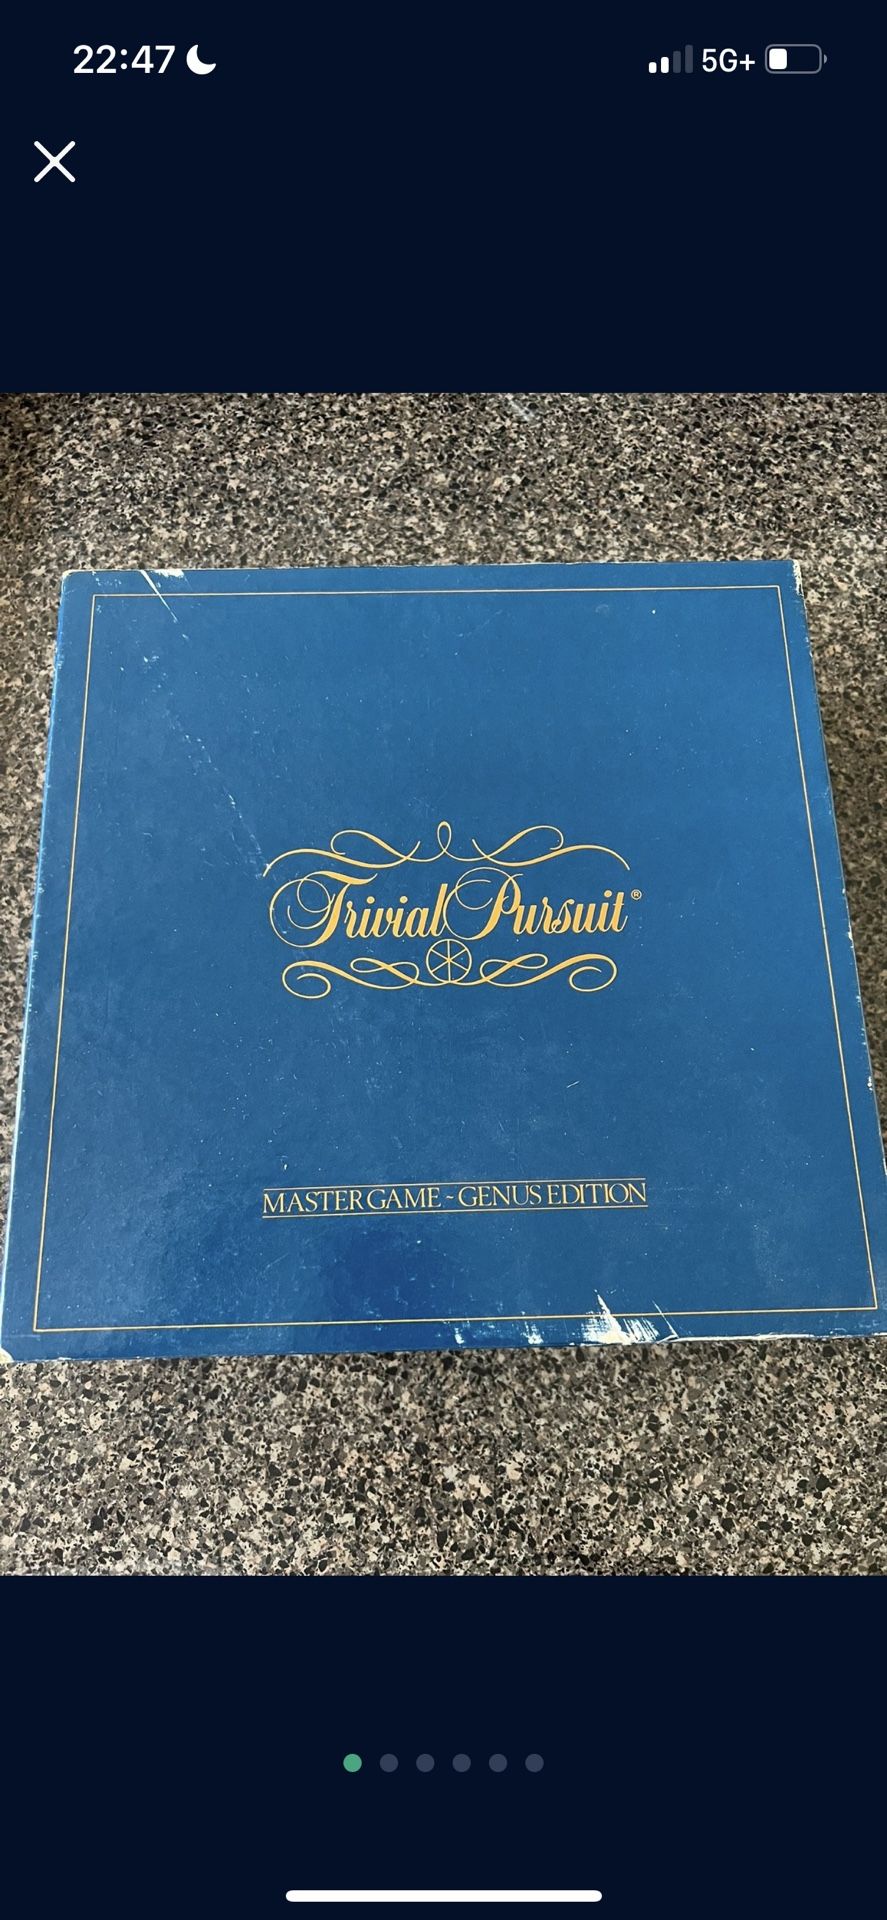 22:47
5G+
Trivial Pursuit®
MASTER GAME ~ GENUS EDITION